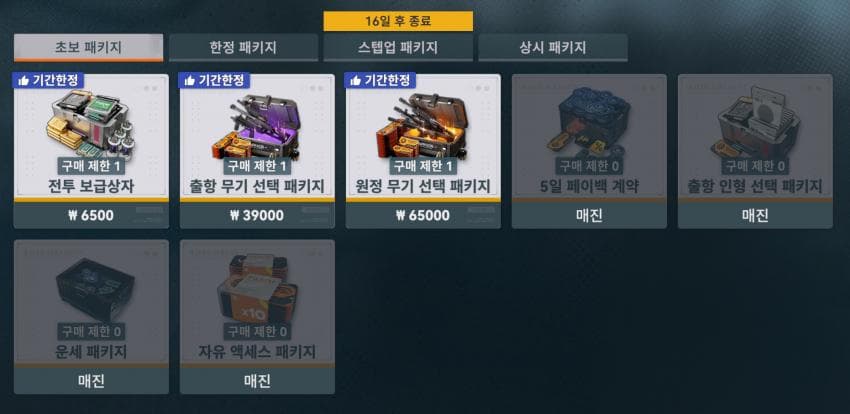 16일 후 종료
초보 패키지
한정 패키지
스텝업 패키지
상시 패키지
기간한정
구매 제한 1
전투 보급상자
₩ 6500
기간한정
구매 제한 1
출항 무기 선택 패키지
₩ 39000
기간한정
구매 제한 1
원정 무기 선택 패키지
₩ 65000
구매 제한 0
5일 페이백 계약
매진
구매 제한 0
출항 인형 선택 패키지
매진
구매 제한 0
운세 패키지
매진
x10
구매 제한 0
자유 액세스 패키지
매진